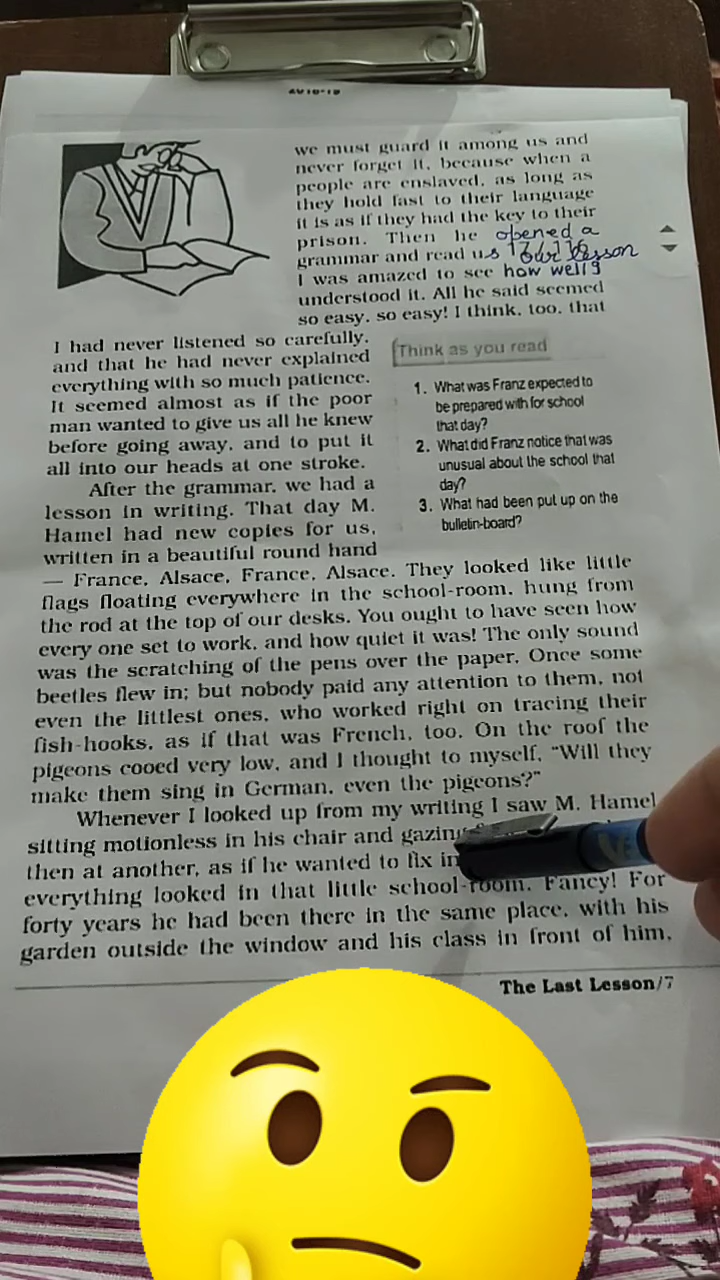 2018-19
we must guard it among us and
never forget it, because when a
people are enslaved, as long as
they hold fast to their language
it is as if they had the key to their
prison. Then he opened a
grammar and read us our lesson
I was amazed to see how well I
understood it. All he said seemed
so easy, so easy! I think, too, that
I had never listened so carefully,
and that he had never explained
everything with so much patience.
It seemed almost as if the poor
man wanted to give us all he knew
before going away, and to put it
all into our heads at one stroke.
After the grammar, we had a
lesson in writing. That day M.
Hamel had new copies for us,
written in a beautiful round hand
Think as you read
1. What was Franz expected to
be prepared with for school
that day?
2. What did Franz notice that was
unusual about the school that
day?
3. What had been put up on the
bulletin-board?
— France, Alsace, France, Alsace. They looked like little
flags floating everywhere in the school-room, hung from
the rod at the top of our desks. You ought to have seen how
every one set to work, and how quiet it was! The only sound
was the scratching of the pens over the paper. Once some
beetles flew in; but nobody paid any attention to them, not
even the littlest ones, who worked right on tracing their
fish-hooks, as if that was French, too. On the roof the
pigeons cooed very low, and I thought to myself, “Will they
make them sing in German, even the pigeons?”
Whenever I looked up from my writing I saw M. Hamel
sitting motionless in his chair and gazing
then at another, as if he wanted to fix in
everything looked in that little school-room. Fancy! For
forty years he had been there in the same place, with his
garden outside the window and his class in front of him,
The Last Lesson/7